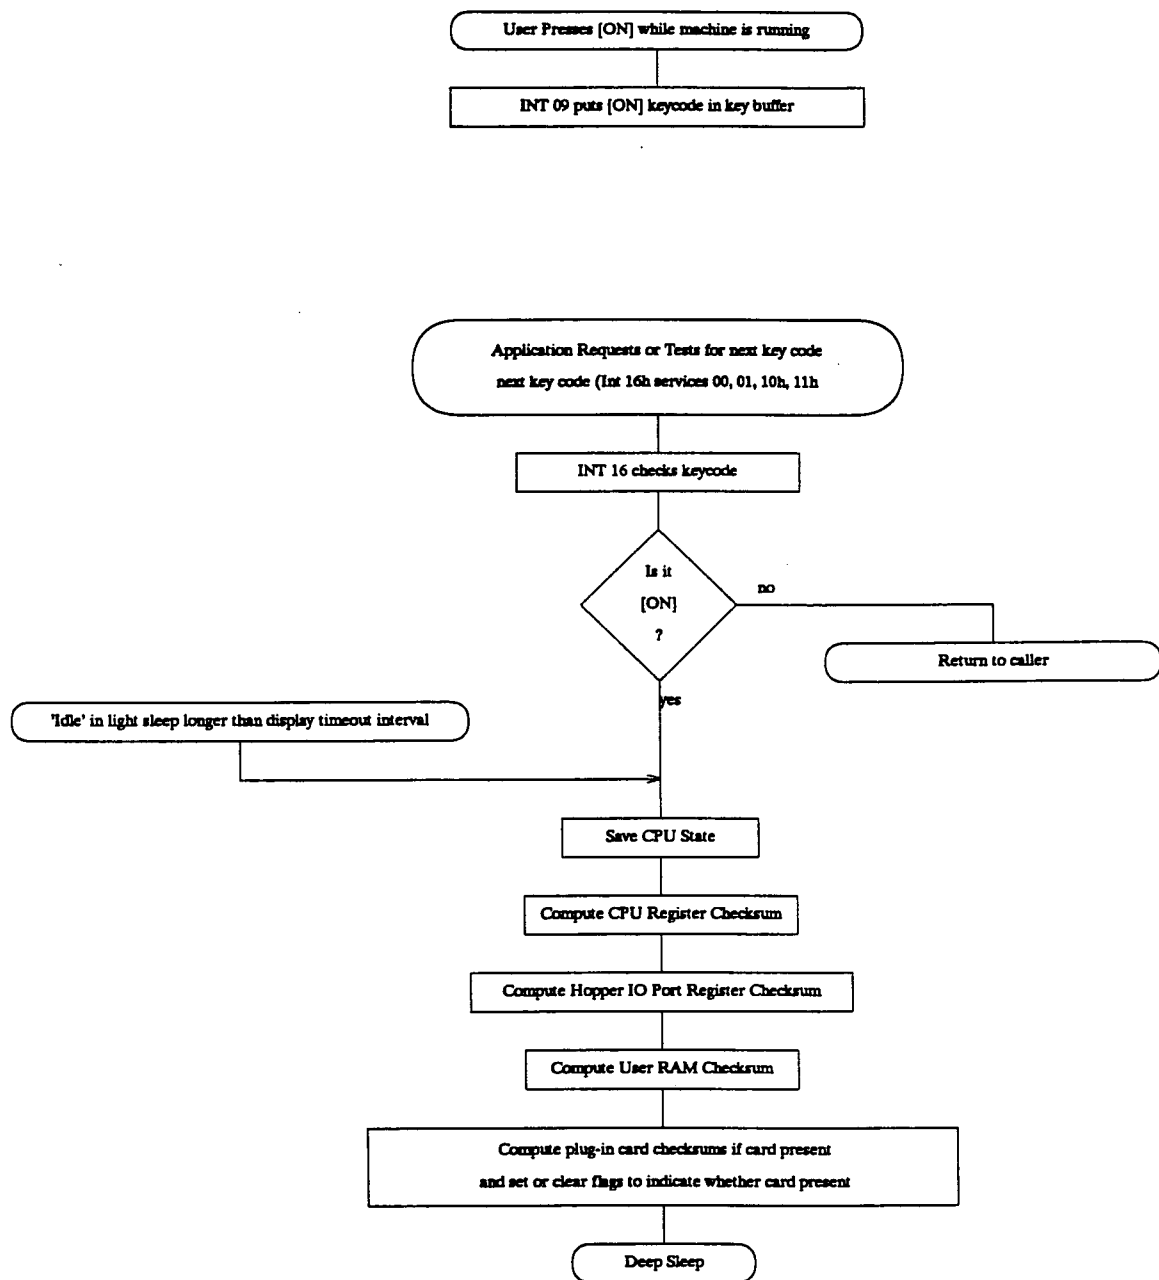 User Presses [ON] while machine is running
INT 09 puts [ON] keycode in key buffer
Application Requests or Tests for next key code
next key code (Int 16h services 00, 01, 10h, 11h
INT 16 checks keycode
Is it
[ON]
?
no
Return to caller
yes
'Idle' in light sleep longer than display timeout interval
Save CPU State
Compute CPU Register Checksum
Compute Hopper IO Port Register Checksum
Compute User RAM Checksum
Compute plug-in card checksums if card present
and set or clear flags to indicate whether card present
Deep Sleep